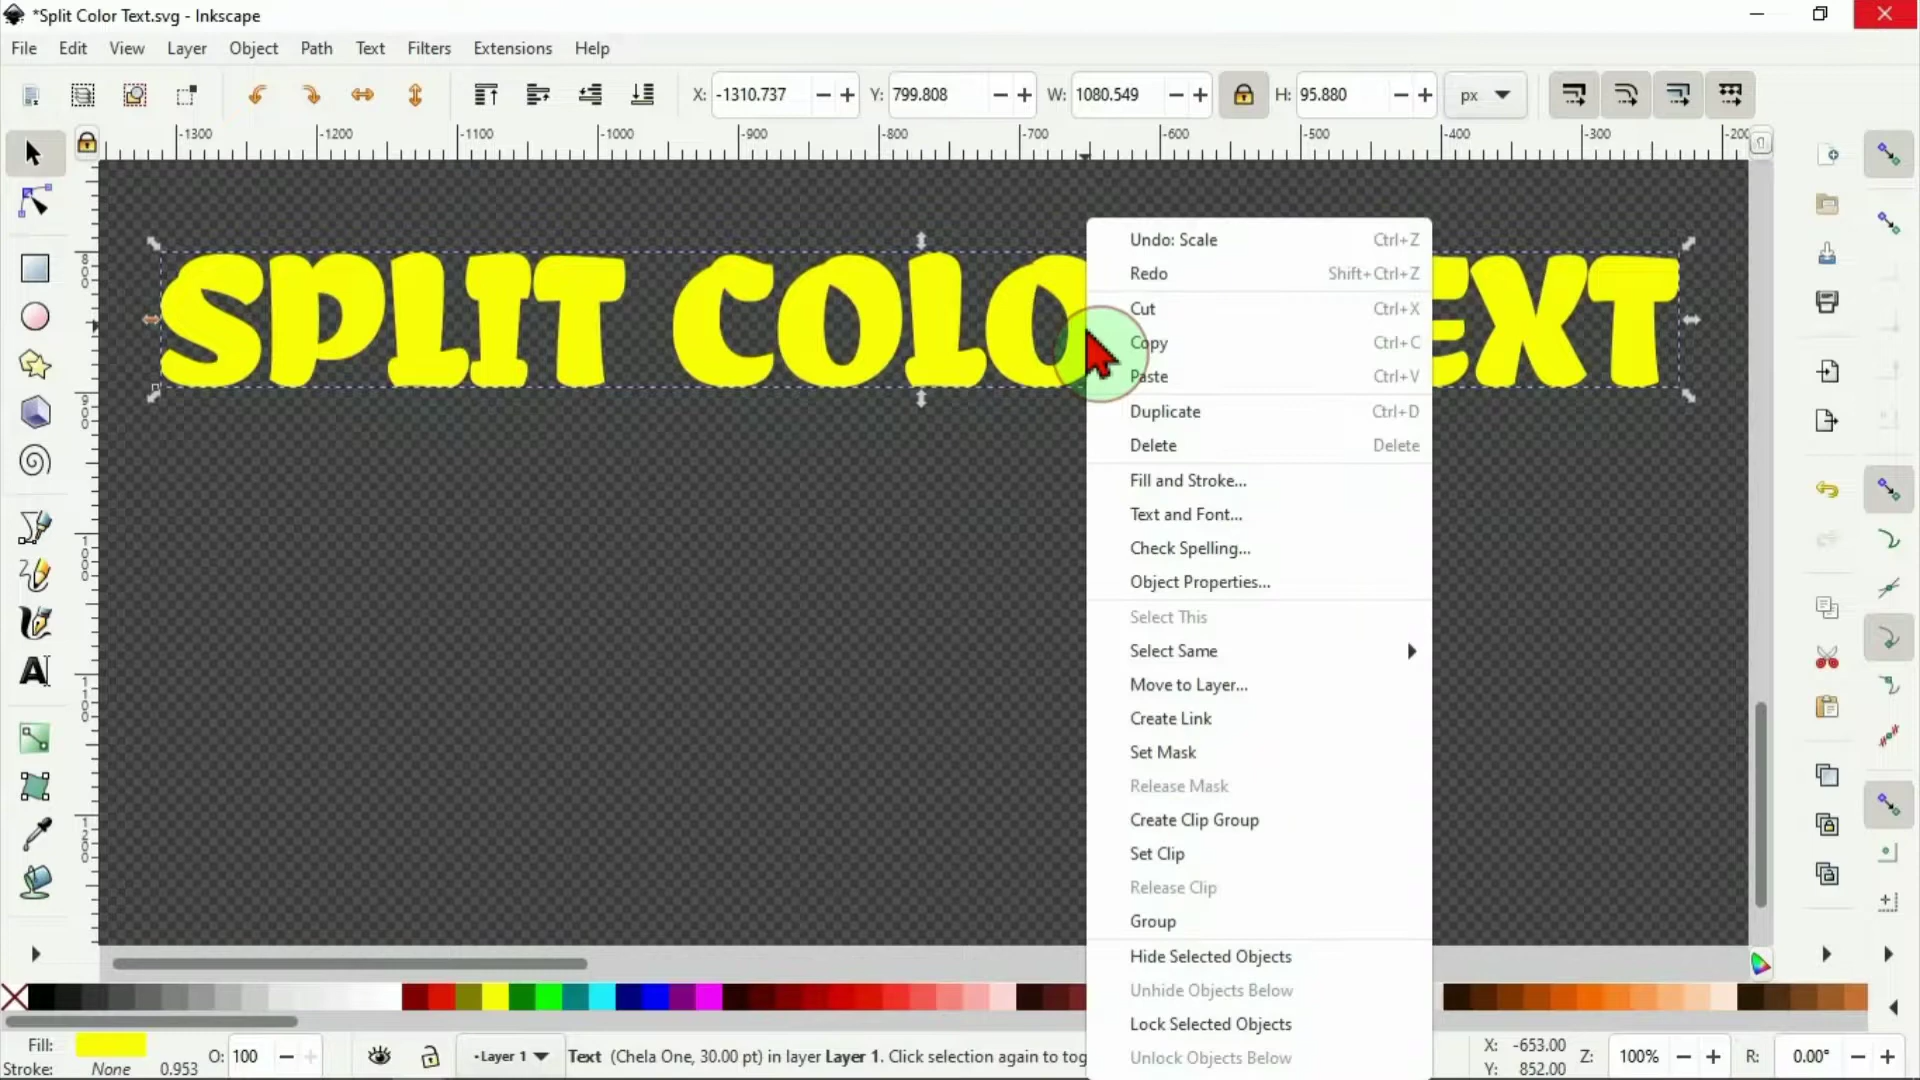 *Split Color Text.svg - Inkscape
File Edit View Layer Object Path Text Filters Extensions Help
X: -1310.737 Y: 799.808 W: 1080.549 H: 95.880 px
-1300 -1200 -1100 -1000 -900 -800 -700 -600 -500 -400 -300 -200
800
900
1000
1100
1200
SPLIT COLO EXT
Undo: Scale Ctrl+Z
Redo Shift+Ctrl+Z
Cut Ctrl+X
Copy Ctrl+C
Paste Ctrl+V
Duplicate Ctrl+D
Delete Delete
Fill and Stroke...
Text and Font...
Check Spelling...
Object Properties...
Select This
Select Same
Move to Layer...
Create Link
Set Mask
Release Mask
Create Clip Group
Set Clip
Release Clip
Group
Hide Selected Objects
Unhide Objects Below
Lock Selected Objects
Unlock Objects Below
Fill: O: 100 -Layer 1 Text (Chela One, 30.00 pt) in layer Layer 1. Click selection again to tog X: -653.00 Z: 100% R: 0.00°
Stroke: None 0.953 Y: 852.00